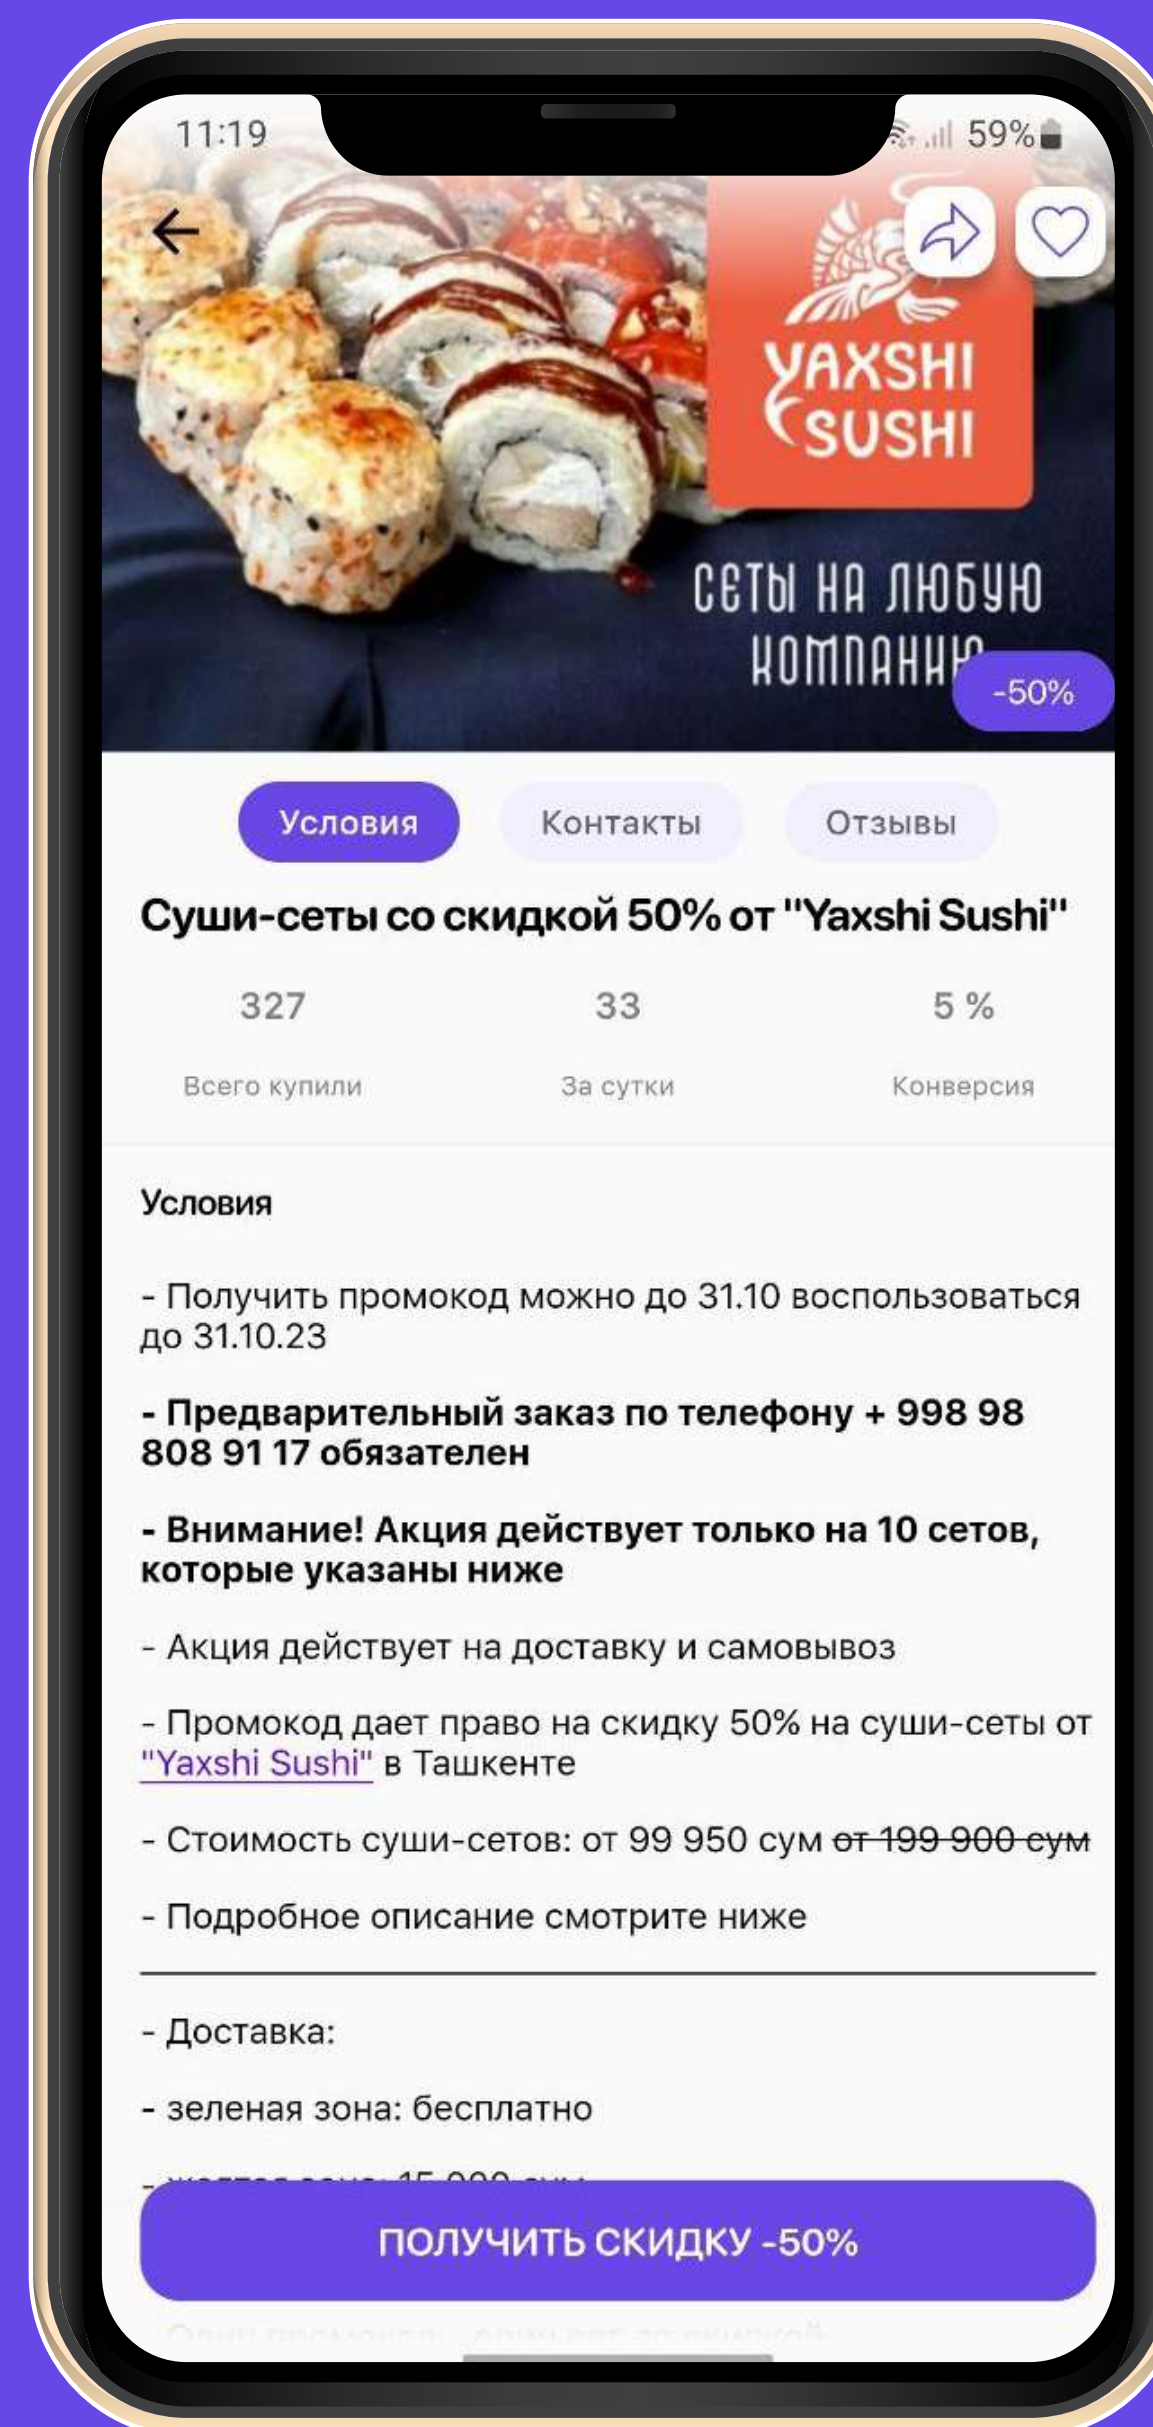 11:19
59%
YAXSHI
SUSHI
СЕТЫ НА ЛЮБУЮ
КОМПАНИЮ
-50%
Условия
Контакты
Отзывы
Суши-сеты со скидкой 50% от "Yaxshi Sushi"
327
33
5 %
Всего купили
За сутки
Конверсия
Условия
- Получить промокод можно до 31.10 воспользоваться
до 31.10.23
- Предварительный заказ по телефону + 998 98
808 91 17 обязателен
- Внимание! Акция действует только на 10 сетов,
которые указаны ниже
- Акция действует на доставку и самовывоз
- Промокод дает право на скидку 50% на суши-сеты от
"Yaxshi Sushi" в Ташкенте
- Стоимость суши-сетов: от 99 950 сум от 199 900 сум
- Подробное описание смотрите ниже
- Доставка:
- зеленая зона: бесплатно
- желтая зона: 15 000 сум
ПОЛУЧИТЬ СКИДКУ -50%